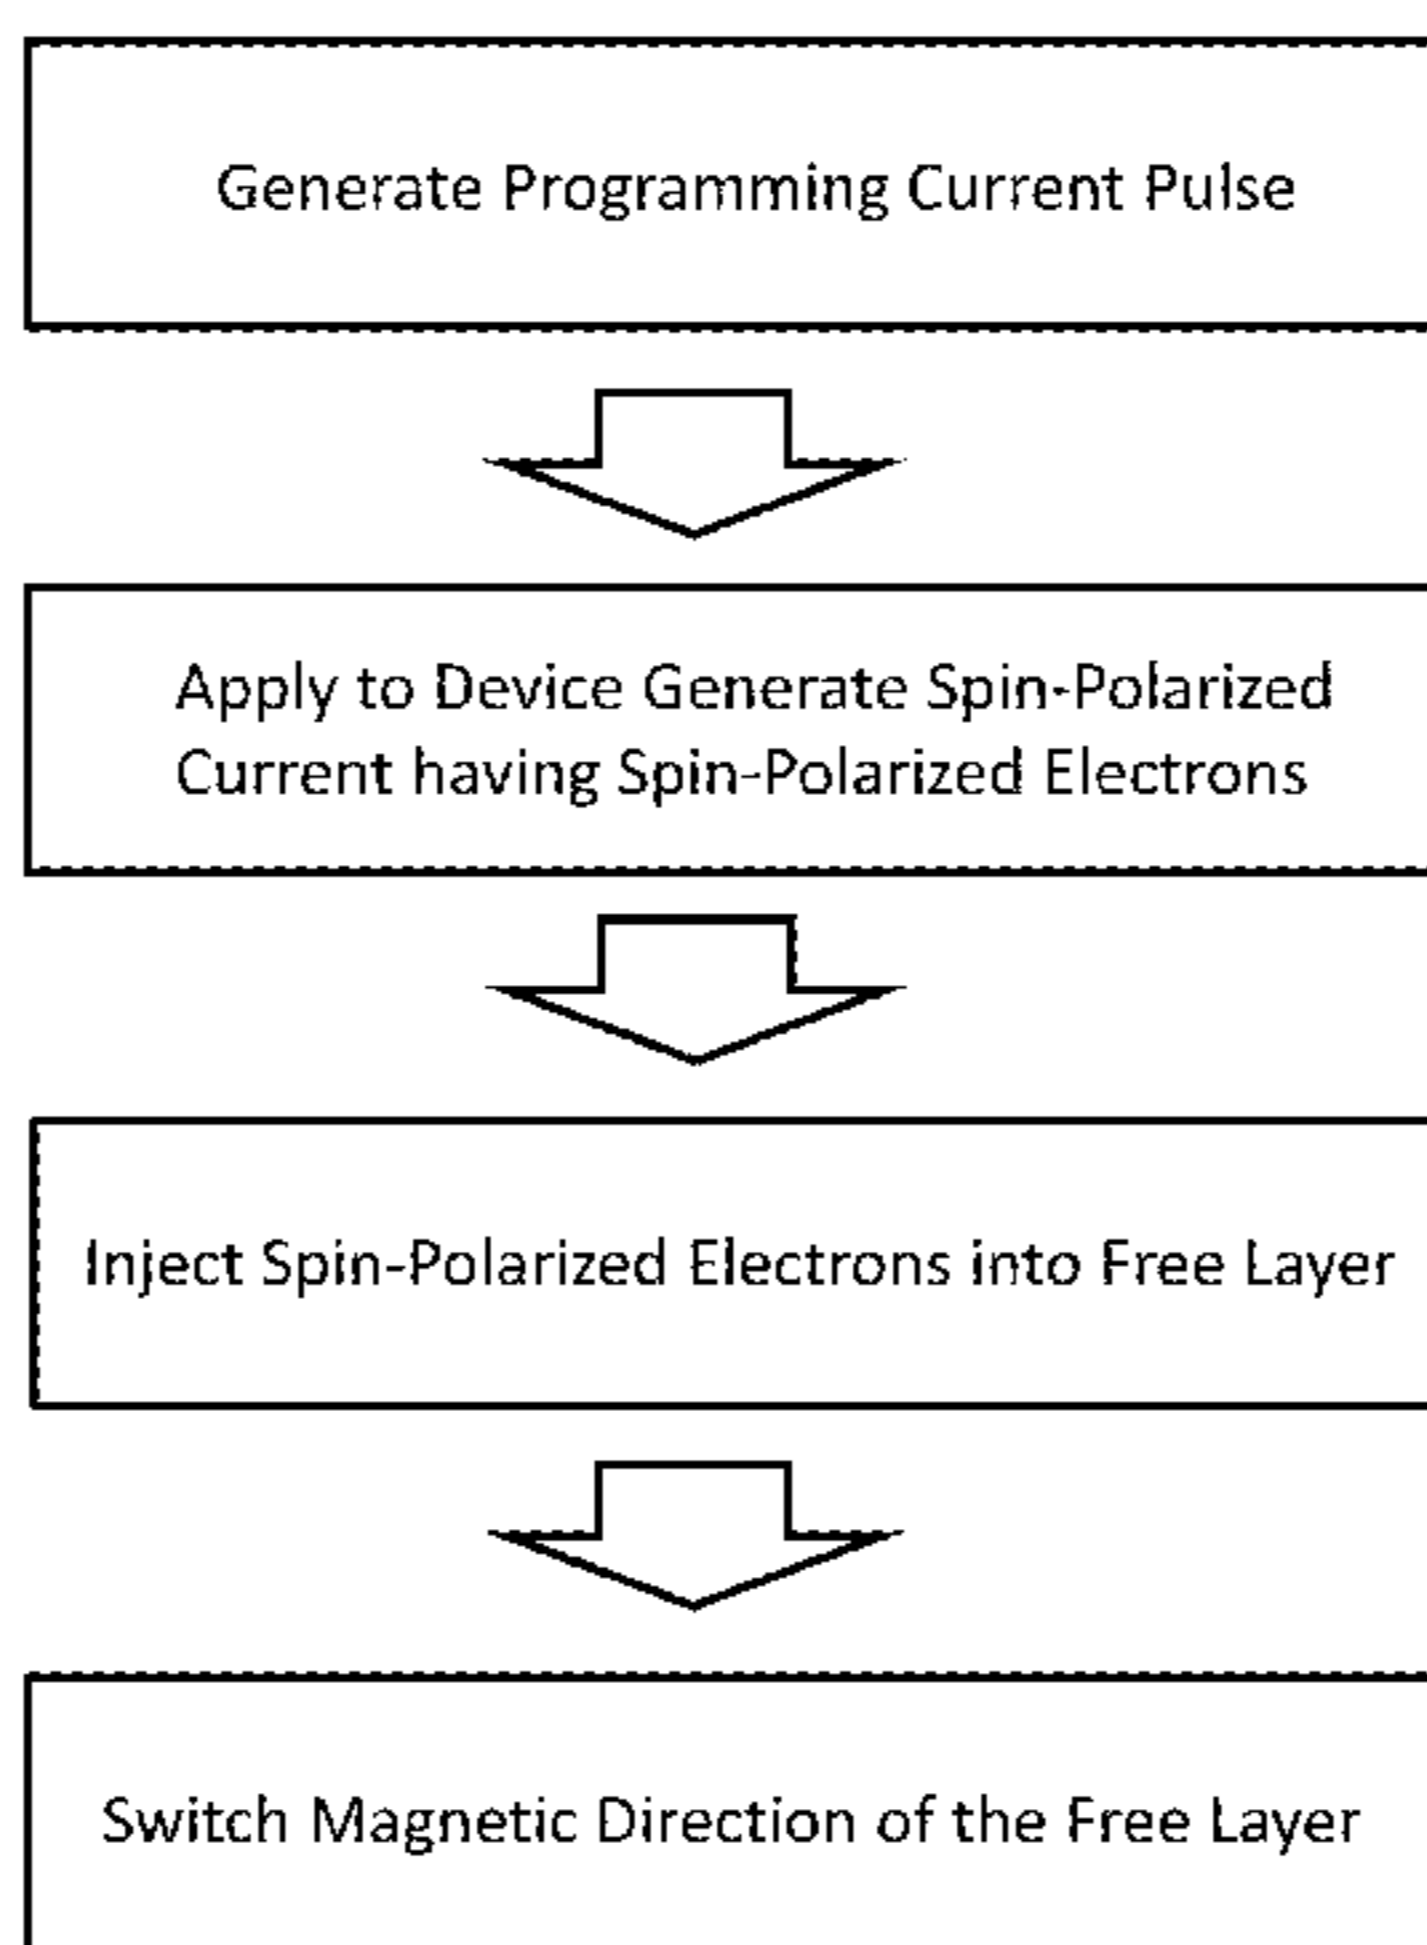 Generate Programming Current Pulse
Apply to Device Generate Spin-Polarized
Current having Spin-Polarized Electrons
Inject Spin-Polarized Electrons into Free Layer
Switch Magnetic Direction of the Free Layer